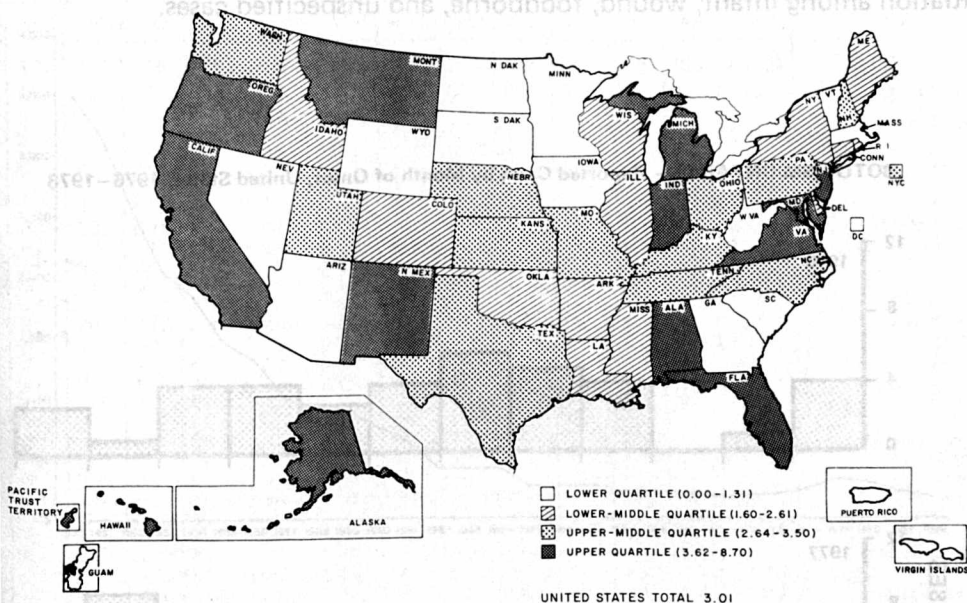 WASH
MONT
N DAK
MINN
ME
OREG
IDAHO
WYO
S DAK
WIS
MICH
NY
VT
NH
MASS
R I
CONN
NYC
CALIF
NEV
UTAH
COLO
NEBR
IOWA
ILL
IND
OHIO
PA
NJ
MD
DEL
DC
W VA
VA
KANS
MO
KY
ARIZ
N MEX
OKLA
ARK
TENN
NC
SC
TEX
LA
MISS
ALA
GA
FLA
PACIFIC
TRUST
TERRITORY
HAWAII
ALASKA
GUAM
LOWER QUARTILE (0.00-1.31)
LOWER-MIDDLE QUARTILE (1.60-2.61)
UPPER-MIDDLE QUARTILE (2.64-3.50)
UPPER QUARTILE (3.62-8.70)
UNITED STATES TOTAL 3.01
PUERTO RICO
VIRGIN ISLANDS